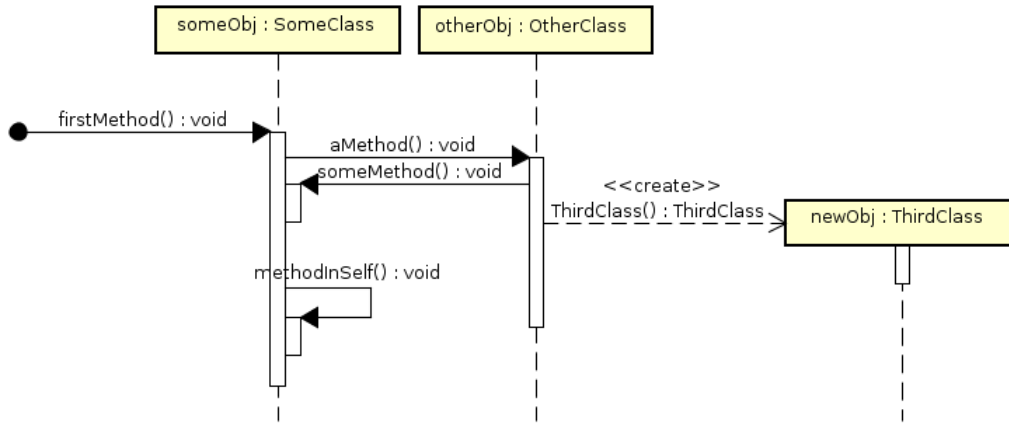 someObj : SomeClass
otherObj : OtherClass
firstMethod() : void
aMethod() : void
someMethod() : void
<<create>>
ThirdClass() : ThirdClass
newObj : ThirdClass
methodInSelf() : void